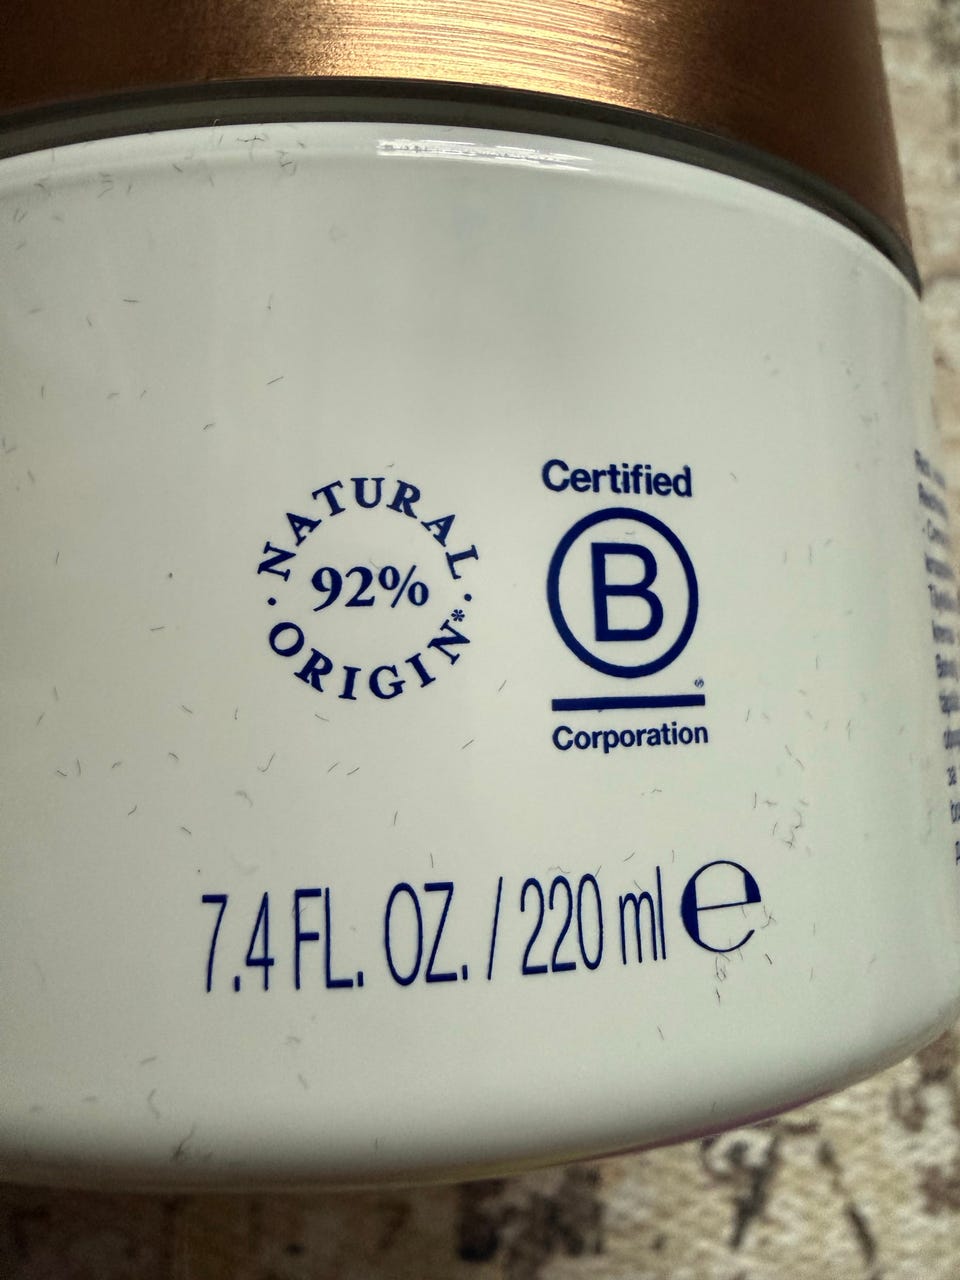 NATURAL
92%
ORIGIN*
Certified
B
®
Corporation
7.4 FL. OZ. / 220 ml ℮